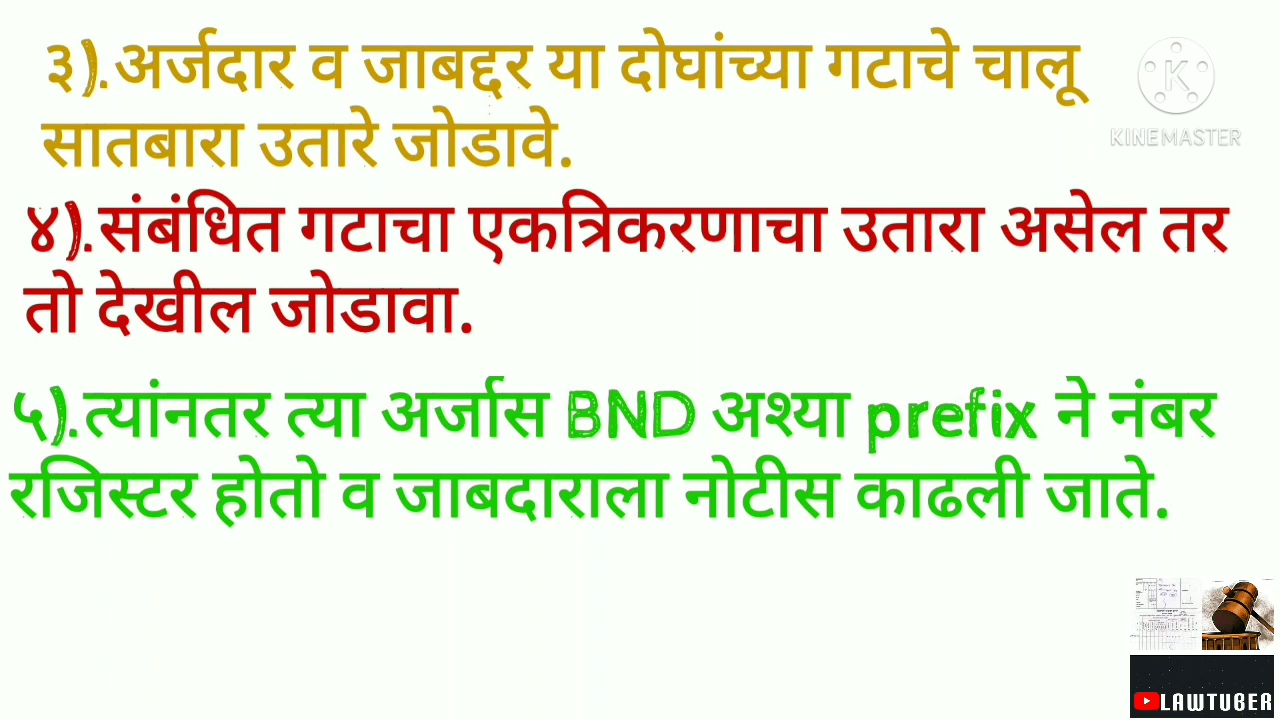 ३).अर्जदार व जाबद्दर या दोघांच्या गटाचे चालू
सातबारा उतारे जोडावे.
KINEMASTER
४).संबंधित गटाचा एकत्रिकरणाचा उतारा असेल तर
तो देखील जोडावा.
५).त्यांनतर त्या अर्जास BND अश्या prefix ने नंबर
रजिस्टर होतो व जाबदाराला नोटीस काढली जाते.
LAWTUBER